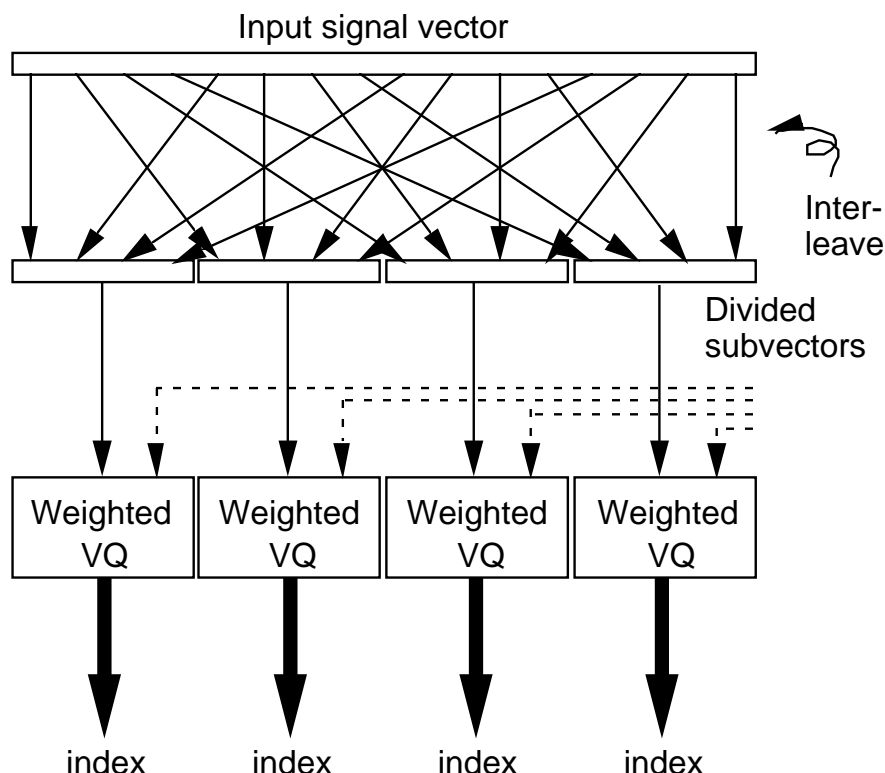 Input signal vector
Inter-
leave
Divided
subvectors
Weighted
VQ
Weighted
VQ
Weighted
VQ
Weighted
VQ
index
index
index
index